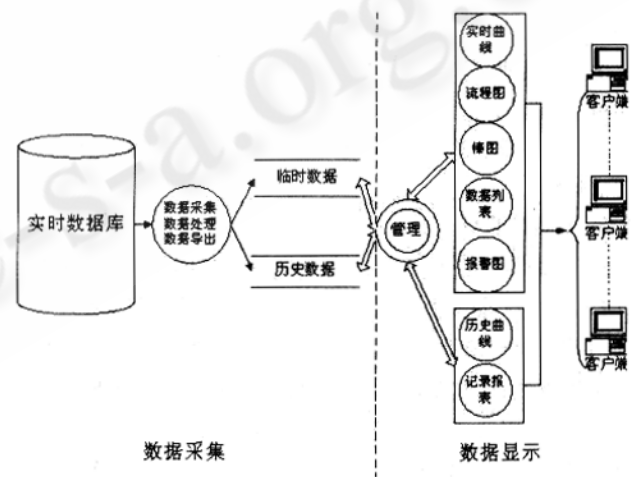 实时数据库
数据采集
数据处理
数据导出
临时数据
历史数据
管理
实时曲
线
流程图
棒图
数据列
表
报警图
历史曲
线
记录报
表
客户端
客户端
客户端
数据采集
数据显示
s-a.org